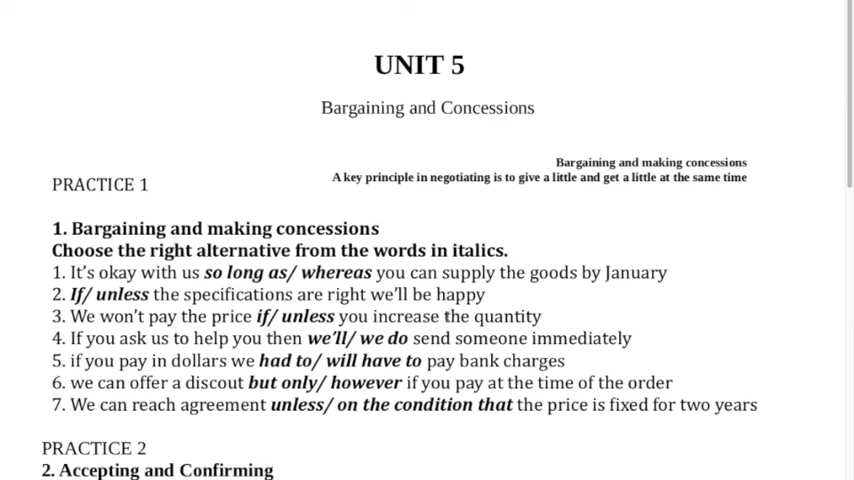 UNIT 5
Bargaining and Concessions
Bargaining and making concessions
A key principle in negotiating is to give a little and get a little at the same time
PRACTICE 1
1. Bargaining and making concessions
Choose the right alternative from the words in italics.
1. It's okay with us so long as/ whereas you can supply the goods by January
2. If/ unless the specifications are right we'll be happy
3. We won't pay the price if/ unless you increase the quantity
4. If you ask us to help you then we'll/ we do send someone immediately
5. if you pay in dollars we had to/ will have to pay bank charges
6. we can offer a discout but only/ however if you pay at the time of the order
7. We can reach agreement unless/ on the condition that the price is fixed for two years
PRACTICE 2
2. Accepting and Confirming